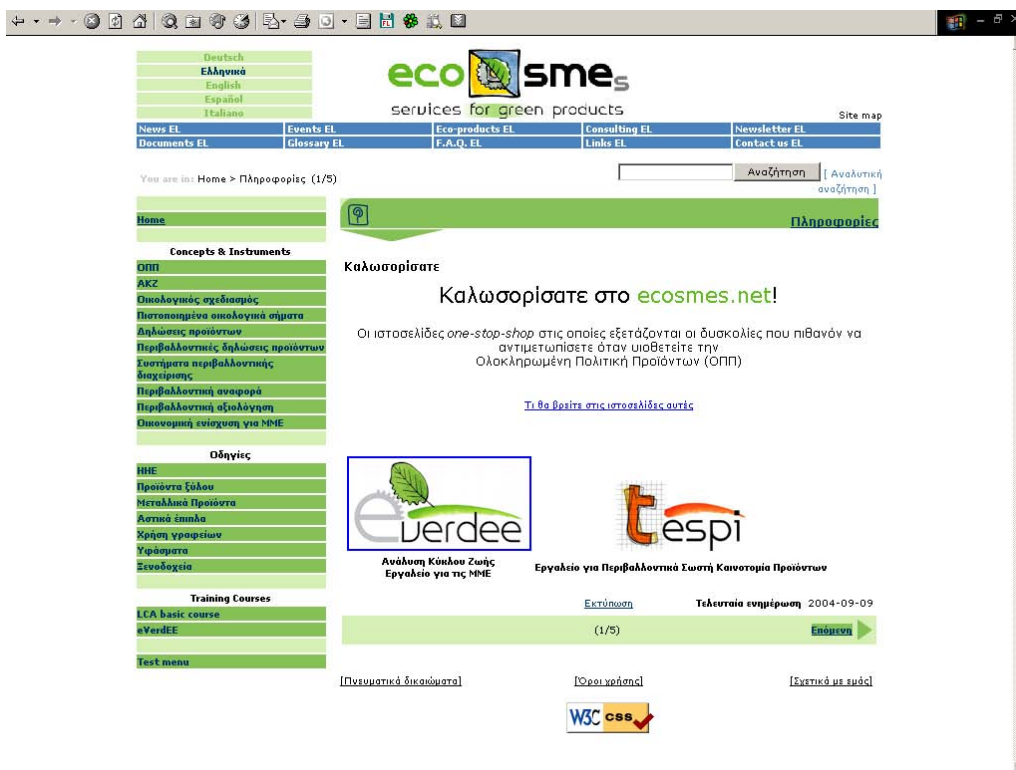 Deutsch
Ελληνικά
English
Español
Italiano
eco smes
services for green products
Site map
News EL Events EL Eco-products EL Consulting EL Newsletter EL
Documents EL Glossary EL F.A.Q. EL Links EL Contact us EL
You are in: Home > Πληροφορίες (1/5)
Αναζήτηση [ Αναλυτική
αναζήτηση ]
Home
Πληροφορίες
Concepts & Instruments
ΟΠΠ
ΑΚΖ
Οικολογικός σχεδιασμός
Πιστοποιημένα οικολογικά σήματα
Δηλώσεις προϊόντων
Περιβαλλοντικές δηλώσεις προϊόντων
Συστήματα περιβαλλοντικής
διαχείρισης
Περιβαλλοντική αναφορά
Περιβαλλοντική αξιολόγηση
Οικονομική ενίσχυση για ΜΜΕ
Οδηγίες
ΗΗΕ
Προϊόντα ξύλου
Μεταλλικά Προϊόντα
Αστικά έπιπλα
Χρήση γραφείων
Υφάσματα
Ξενοδοχεία
Training Courses
LCA basic course
eVerdEE
Test menu
Καλωσορίσατε
Καλωσορίσατε στο ecosmes.net!
Οι ιστοσελίδες one-stop-shop στις οποίες εξετάζονται οι δυσκολίες που πιθανόν να
αντιμετωπίσετε όταν υιοθετείτε την
Ολοκληρωμένη Πολιτική Προϊόντων (ΟΠΠ)
Τι θα βρείτε στις ιστοσελίδες αυτές
everdee
tespi
Ανάλυση Κύκλου Ζωής
Εργαλείο για τις ΜΜΕ
Εργαλείο για Περιβαλλοντικά Σωστή Καινοτομία Προϊόντων
Εκτύπωση Τελευταία ενημέρωση 2004-09-09
(1/5) Επόμενη
[Πνευματικά δικαιώματα] [Όροι χρήσης] [Σχετικά με εμάς]
W3C css